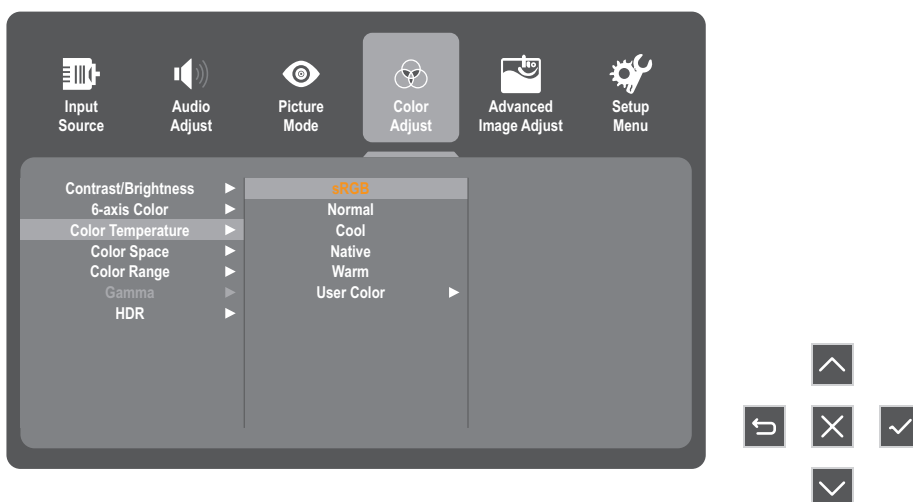 Input
Source
Audio
Adjust
Picture
Mode
Color
Adjust
Advanced
Image Adjust
Setup
Menu
Contrast/Brightness
6-axis Color
Color Temperature
Color Space
Color Range
Gamma
HDR
sRGB
Normal
Cool
Native
Warm
User Color